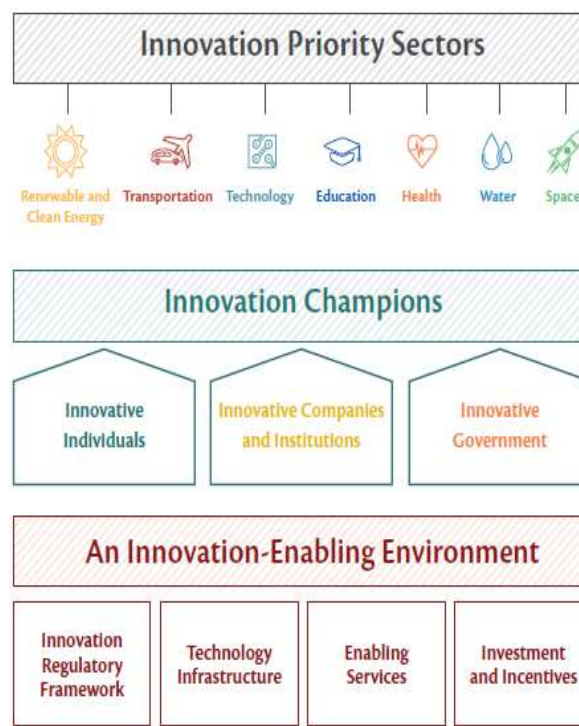 Innovation Priority Sectors
Renewable and
Clean Energy
Transportation
Technology
Education
Health
Water
Space
Innovation Champions
Innovative
Individuals
Innovative Companies
and Institutions
Innovative
Government
An Innovation-Enabling Environment
Innovation
Regulatory
Framework
Technology
Infrastructure
Enabling
Services
Investment
and Incentives